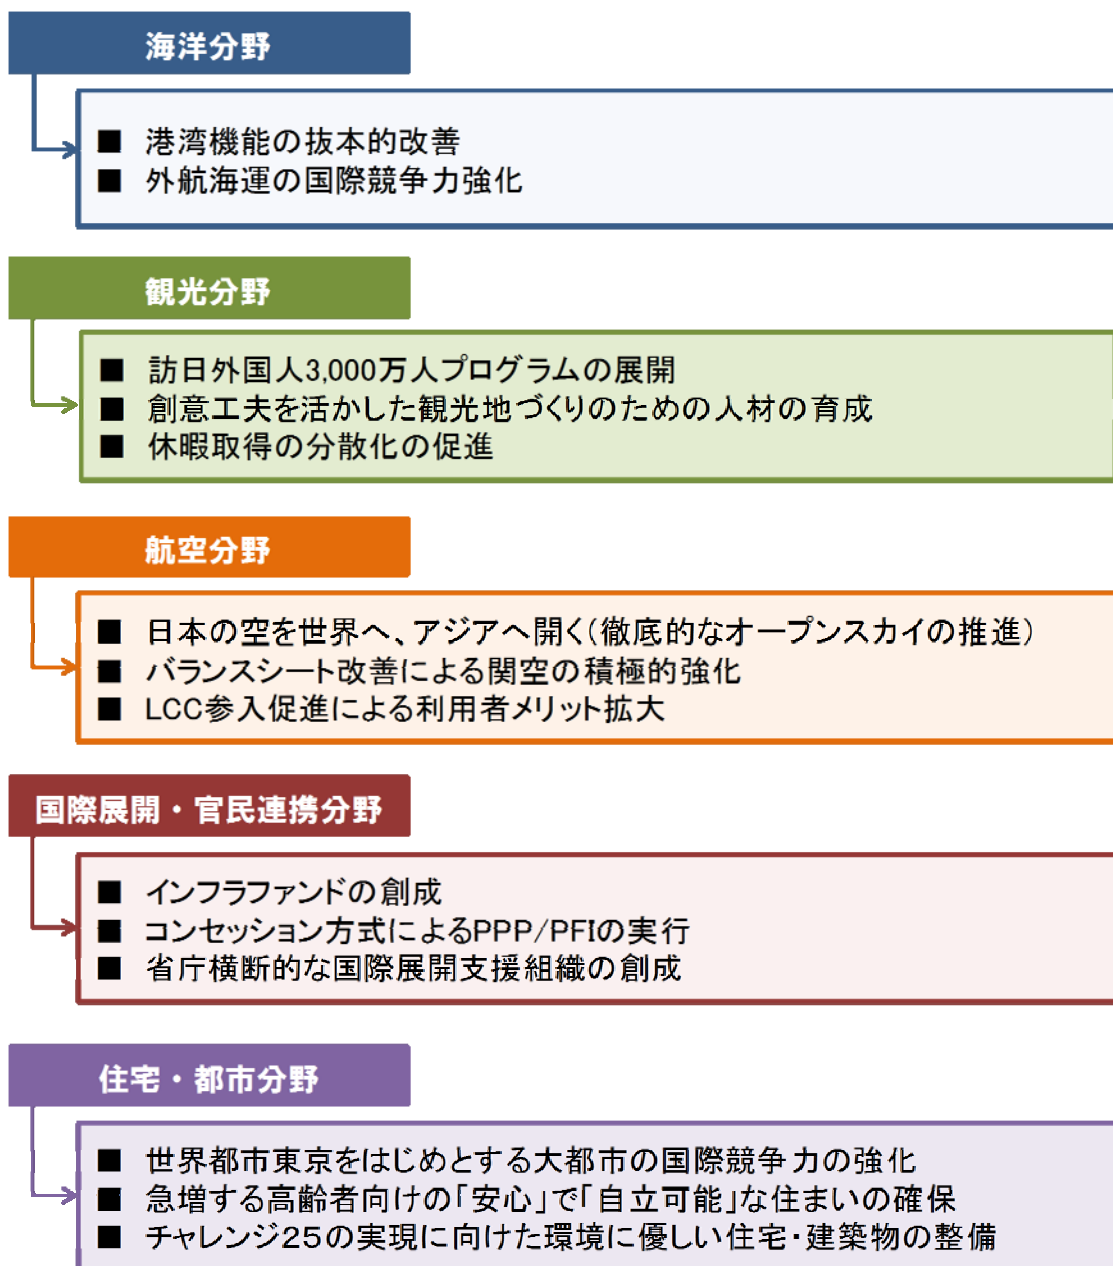 海洋分野
■ 港湾機能の抜本的改善
■ 外航海運の国際競争力強化
観光分野
■ 訪日外国人3,000万人プログラムの展開
■ 創意工夫を活かした観光地づくりのための人材の育成
■ 休暇取得の分散化の促進
航空分野
■ 日本の空を世界へ、アジアへ開く(徹底的なオープンスカイの推進)
■ バランスシート改善による関空の積極的強化
■ LCC参入促進による利用者メリット拡大
国際展開・官民連携分野
■ インフラファンドの創成
■ コンセッション方式によるPPP/PFIの実行
■ 省庁横断的な国際展開支援組織の創成
住宅・都市分野
■ 世界都市東京をはじめとする大都市の国際競争力の強化
■ 急増する高齢者向けの「安心」で「自立可能」な住まいの確保
■ チャレンジ25の実現に向けた環境に優しい住宅・建築物の整備